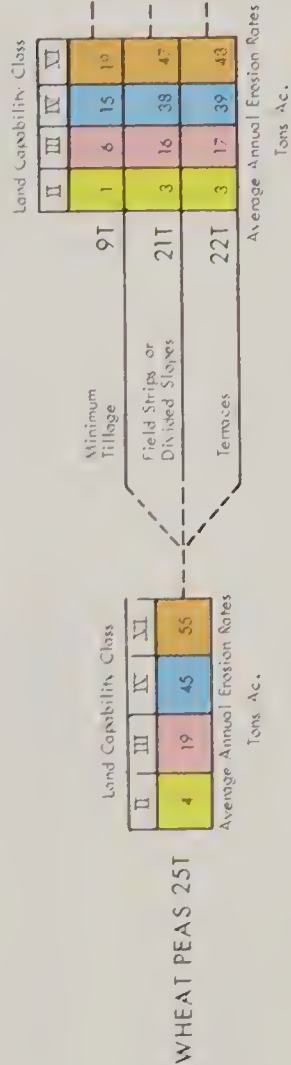 WHEAT PEAS 25T
Land Capability Class
II III IV VI
4 19 45 55
Average Annual Erosion Rates
Tons Ac.
Land Capability Class
II III IV VI
Minimum
Tillage
9T 1 6 15 19
Field Strips or
Divided Slopes
21T 3 16 38 47
Terraces
22T 3 17 39 48
Average Annual Erosion Rates
Tons Ac.